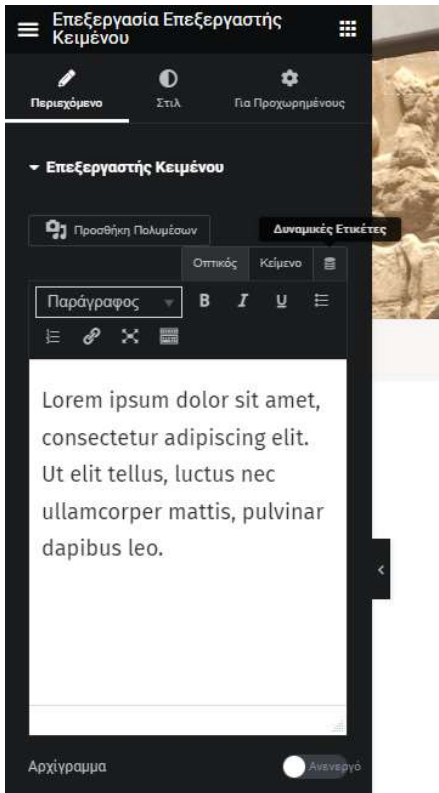 Επεξεργασία Επεξεργαστής
Κειμένου
Περιεχόμενο Στιλ Για Προχωρημένους
Επεξεργαστής Κειμένου
Προσθήκη Πολυμέσων
Δυναμικές Ετικέτες
Οπτικός Κείμενο
Παράγραφος B I U
Lorem ipsum dolor sit amet,
consectetur adipiscing elit.
Ut elit tellus, luctus nec
ullamcorper mattis, pulvinar
dapibus leo.
Αρχίγραμμα Ανενεργό